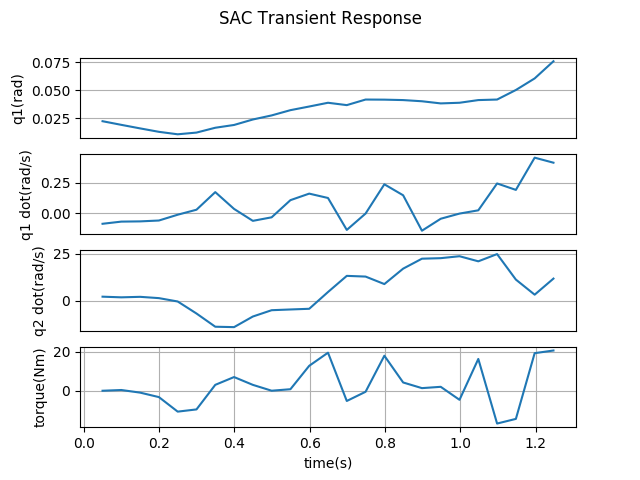 SAC Transient Response
q1(rad)
0.075
0.050
0.025
q1 dot(rad/s)
0.25
0.00
q2 dot(rad/s)
25
0
torque(Nm)
20
0
0.0 0.2 0.4 0.6 0.8 1.0 1.2
time(s)